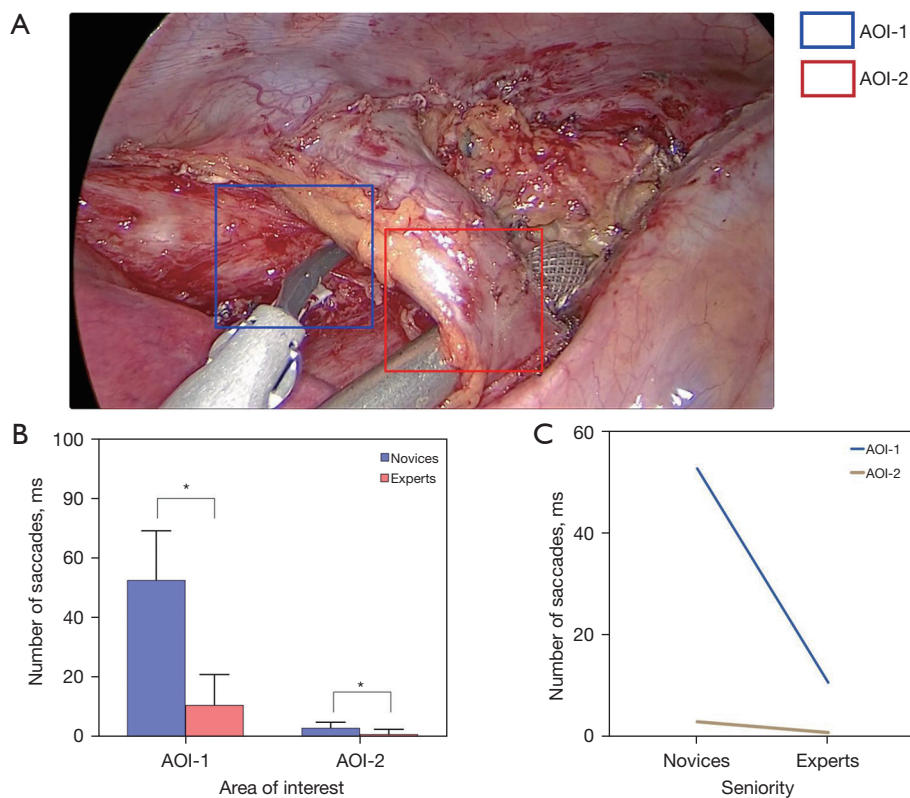 A
AOI-1
AOI-2
B
Number of saccades, ms
100
90
60
40
20
0
Novices
Experts
*
*
AOI-1
AOI-2
Area of interest
C
Number of saccades, ms
60
40
20
0
AOI-1
AOI-2
Novices
Experts
Seniority